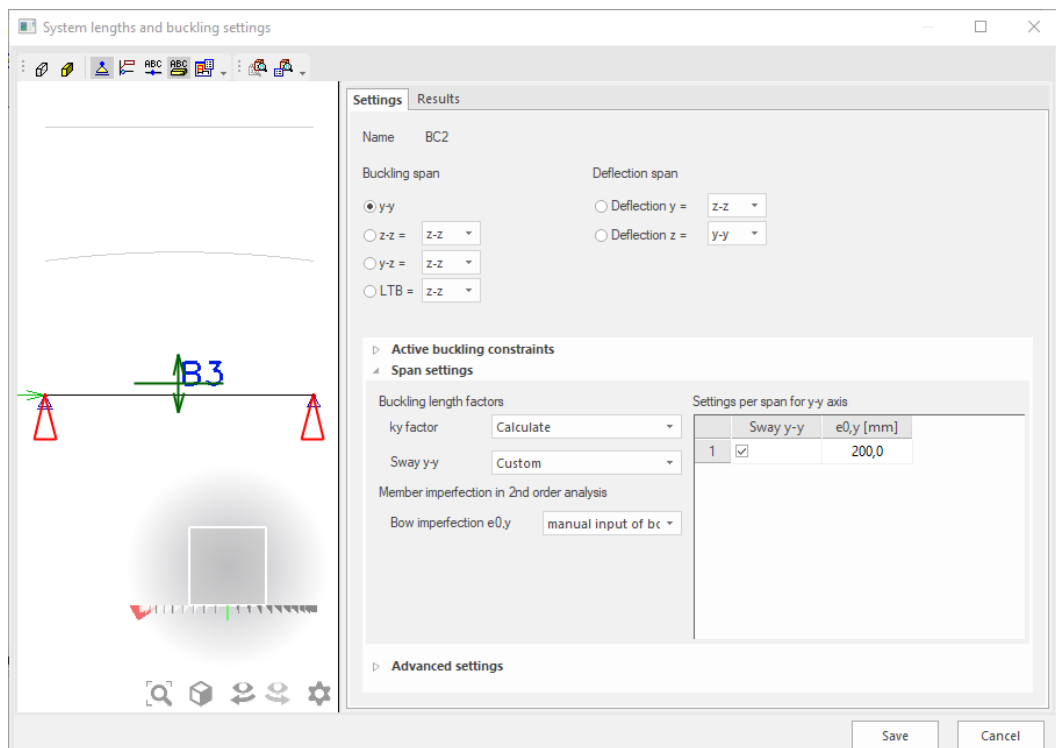 System lengths and buckling settings
ABC ABC
Settings Results
Name BC2
Buckling span Deflection span
y-y Deflection y = z-z
z-z = z-z Deflection z = y-y
y-z = z-z
LTB = z-z
B3
Active buckling constraints
Span settings
Buckling length factors Settings per span for y-y axis
ky factor Calculate Sway y-y e0,y [mm]
1 200,0
Sway y-y Custom
Member imperfection in 2nd order analysis
Bow imperfection e0,y manual input of bc
Advanced settings
Save Cancel